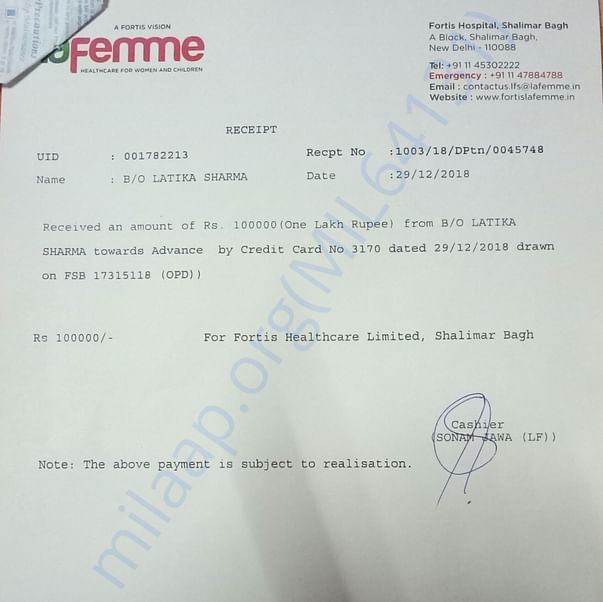 A FORTIS VISION
laFemme
HEALTHCARE FOR WOMEN AND CHILDREN
Fortis Hospital, Shalimar Bagh
A Block, Shalimar Bagh,
New Delhi - 110088
Tel: +91 11 45302222
Emergency : +91 11 47884788
Email : contactus.lfs@lafemme.in
Website : www.fortislafemme.in
RECEIPT
UID : 001782213 Recpt No :1003/18/DPtn/0045748
Name : B/O LATIKA SHARMA Date :29/12/2018
Received an amount of Rs. 100000(One Lakh Rupee) from B/O LATIKA
SHARMA towards Advance by Credit Card No 3170 dated 29/12/2018 drawn
on FSB 17315118 (OPD))
Rs 100000/- For Fortis Healthcare Limited, Shalimar Bagh
Cashier
(SONAM JAWA (LF))
Note: The above payment is subject to realisation.